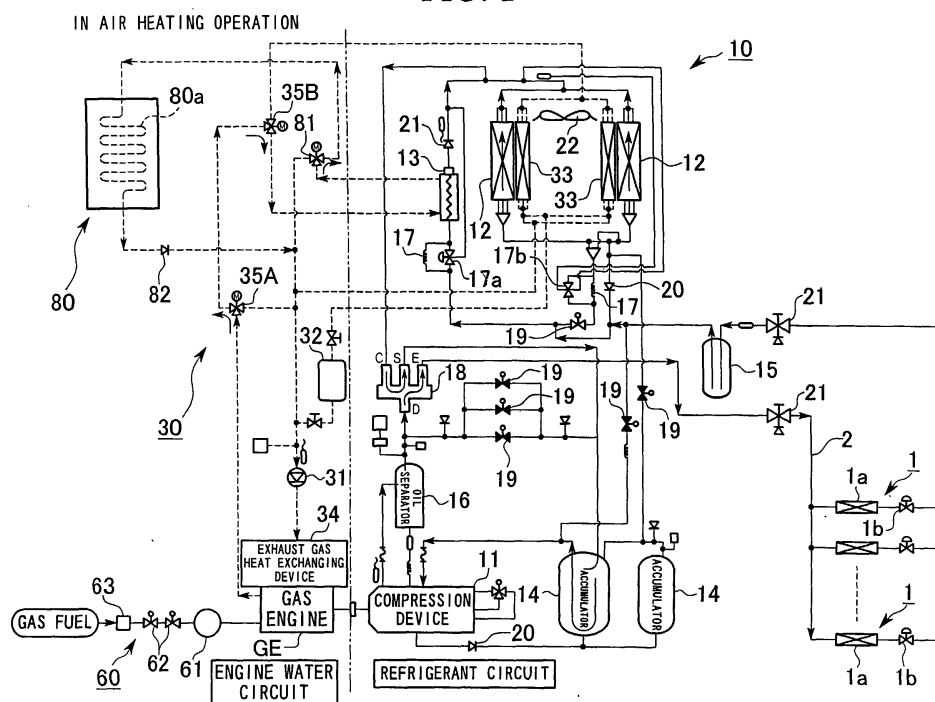 IN AIR HEATING OPERATION
10
80a
35B
81
21
13
22
12
33
33
12
12
17
17a
17b
20
17
19
80
82
35A
32
30
31
C S E
18
D
19
19
19
19
19
15
21
21
2
1a
1
1b
1
1a
1b
OIL SEPARATOR
16
34
EXHAUST GAS
HEAT EXCHANGING
DEVICE
GAS
ENGINE
GE
11
COMPRESSION
DEVICE
20
14
ACCUMULATOR
ACCUMULATOR
14
63
GAS FUEL
60
62
61
ENGINE WATER
CIRCUIT
REFRIGERANT CIRCUIT
M
M
M